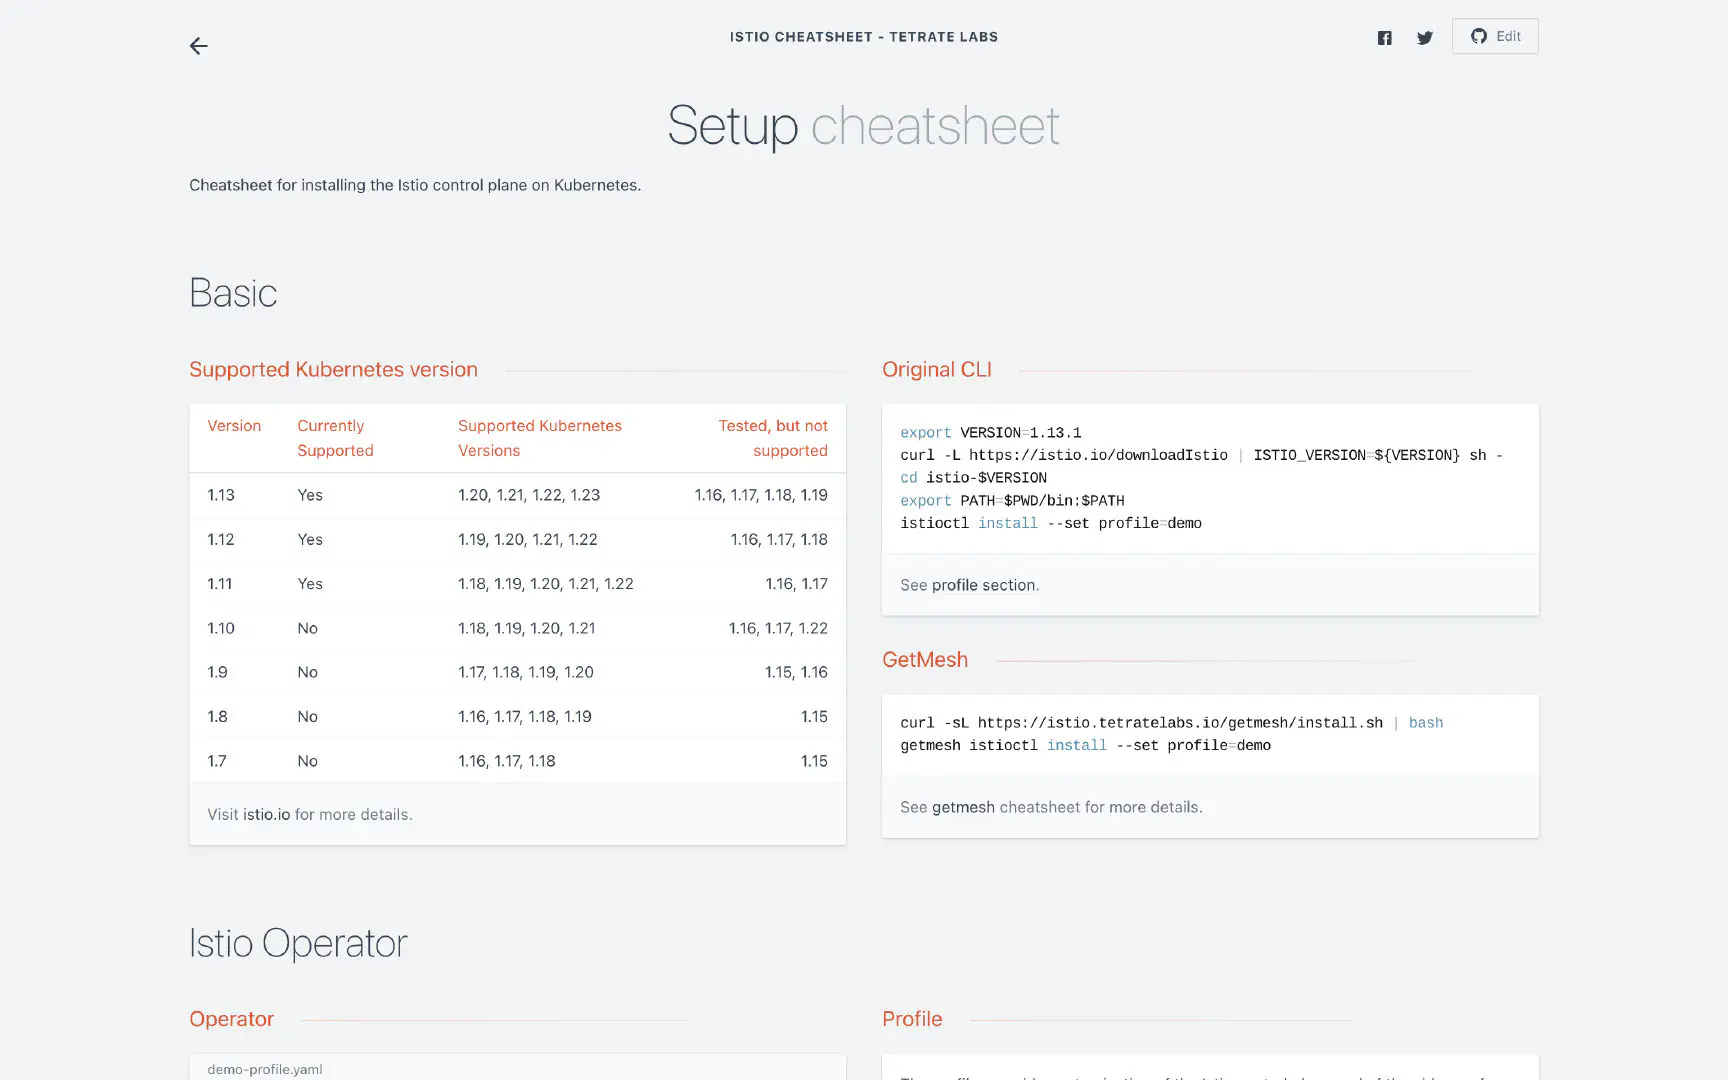 ISTIO CHEATSHEET - TETRATE LABS
Edit
Setup cheatsheet
Cheatsheet for installing the Istio control plane on Kubernetes.
Basic
Supported Kubernetes version
Version Currently Supported Supported Kubernetes Versions Tested, but not supported
1.13 Yes 1.20, 1.21, 1.22, 1.23 1.16, 1.17, 1.18, 1.19
1.12 Yes 1.19, 1.20, 1.21, 1.22 1.16, 1.17, 1.18
1.11 Yes 1.18, 1.19, 1.20, 1.21, 1.22 1.16, 1.17
1.10 No 1.18, 1.19, 1.20, 1.21 1.16, 1.17, 1.22
1.9 No 1.17, 1.18, 1.19, 1.20 1.15, 1.16
1.8 No 1.16, 1.17, 1.18, 1.19 1.15
1.7 No 1.16, 1.17, 1.18 1.15
Visit istio.io for more details.
Original CLI
export VERSION=1.13.1
curl -L https://istio.io/downloadIstio | ISTIO_VERSION=${VERSION} sh -
cd istio-$VERSION
export PATH=$PWD/bin:$PATH
istioctl install --set profile=demo
See profile section.
GetMesh
curl -sL https://istio.tetratelabs.io/getmesh/install.sh | bash
getmesh istioctl install --set profile=demo
See getmesh cheatsheet for more details.
Istio Operator
Operator
demo-profile.yaml
Profile